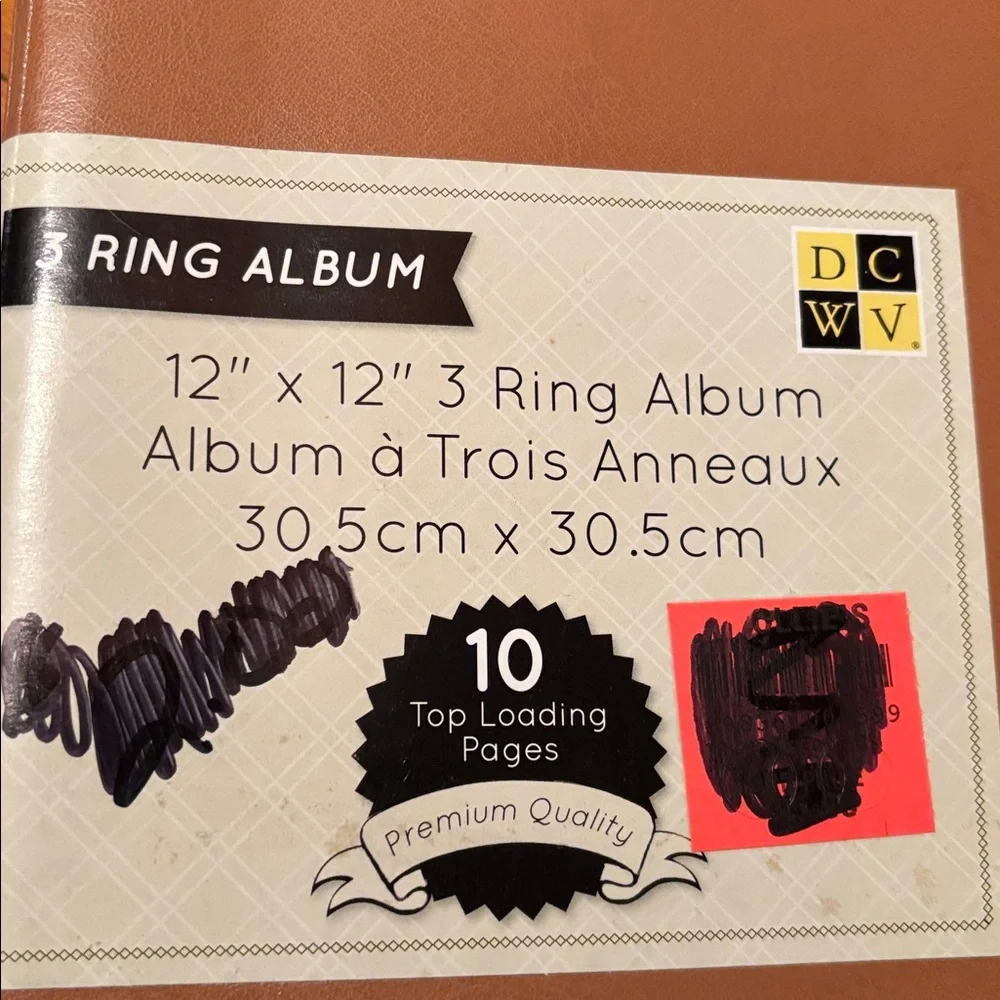 3 RING ALBUM
D C
W V®
12" x 12" 3 Ring Album
Album à Trois Anneaux
30.5cm x 30.5cm
10
Top Loading
Pages
Premium Quality
OLLIE'S